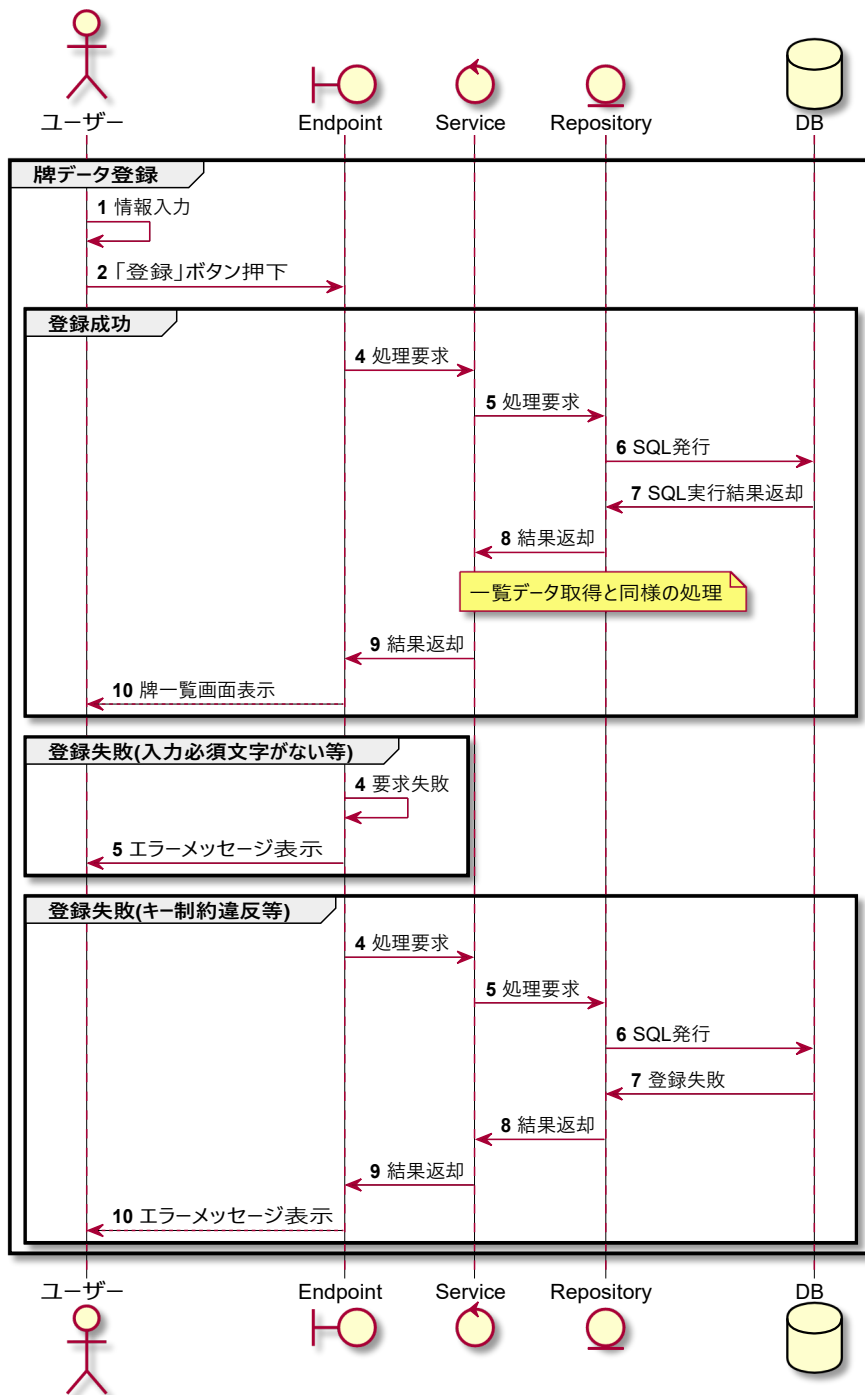 ユーザー
Endpoint
Service
Repository
DB
牌データ登録
1 情報入力
2 「登録」ボタン押下
登録成功
4 処理要求
5 処理要求
6 SQL発行
7 SQL実行結果返却
8 結果返却
一覧データ取得と同様の処理
9 結果返却
10 牌一覧画面表示
登録失敗(入力必須文字がない等)
4 要求失敗
5 エラーメッセージ表示
登録失敗(キー制約違反等)
4 処理要求
5 処理要求
6 SQL発行
7 登録失敗
8 結果返却
9 結果返却
10 エラーメッセージ表示
ユーザー
Endpoint
Service
Repository
DB